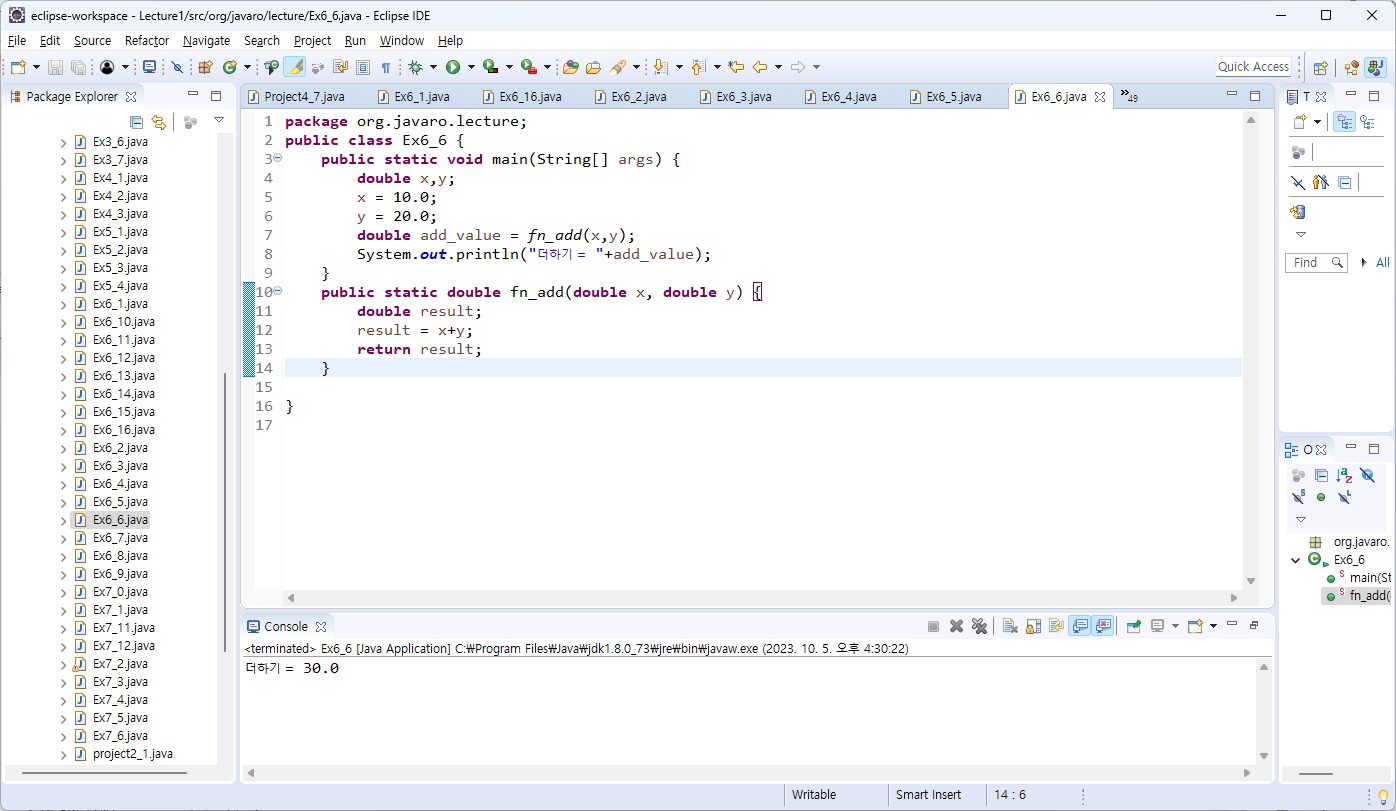 eclipse-workspace - Lecture1/src/org/javaro/lecture/Ex6_6.java - Eclipse IDE
File Edit Source Refactor Navigate Search Project Run Window Help
Quick Access
Package Explorer
Ex3_6.java
Ex3_7.java
Ex4_1.java
Ex4_2.java
Ex4_3.java
Ex5_1.java
Ex5_2.java
Ex5_3.java
Ex5_4.java
Ex6_1.java
Ex6_10.java
Ex6_11.java
Ex6_12.java
Ex6_13.java
Ex6_14.java
Ex6_15.java
Ex6_16.java
Ex6_2.java
Ex6_3.java
Ex6_4.java
Ex6_5.java
Ex6_6.java
Ex6_7.java
Ex6_8.java
Ex6_9.java
Ex7_0.java
Ex7_1.java
Ex7_11.java
Ex7_12.java
Ex7_2.java
Ex7_3.java
Ex7_4.java
Ex7_5.java
Ex7_6.java
project2_1.java
Project4_7.java Ex6_1.java Ex6_16.java Ex6_2.java Ex6_3.java Ex6_4.java Ex6_5.java Ex6_6.java »49
1 package org.javaro.lecture;
2 public class Ex6_6 {
3 public static void main(String[] args) {
4 double x,y;
5 x = 10.0;
6 y = 20.0;
7 double add_value = fn_add(x,y);
8 System.out.println("더하기 = "+add_value);
9 }
10 public static double fn_add(double x, double y) {
11 double result;
12 result = x+y;
13 return result;
14 }
15
16 }
17
Console
<terminated> Ex6_6 [Java Application] C:₩Program Files₩Java₩jdk1.8.0_73₩jre₩bin₩javaw.exe (2023. 10. 5. 오후 4:30:22)
더하기 = 30.0
T
Find All
O
org.javaro.
Ex6_6
main(St
fn_add(
Writable Smart Insert 14 : 6